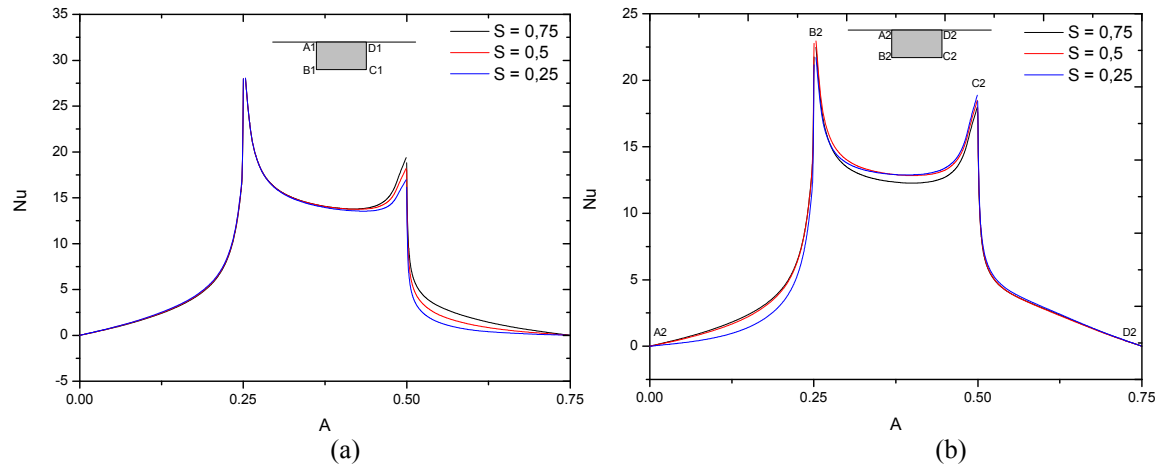 35
30
25
20
15
10
5
0
-5
Nu
A1 D1
B1 C1
S = 0,75
S = 0,5
S = 0,25
0.00 0.25 0.50 0.75
A
(a)
25
20
15
10
5
0
Nu
B2
A2 D2
B2 C2
S = 0,75
S = 0,5
S = 0,25
C2
A2 D2
0.00 0.25 0.50 0.75
A
(b)